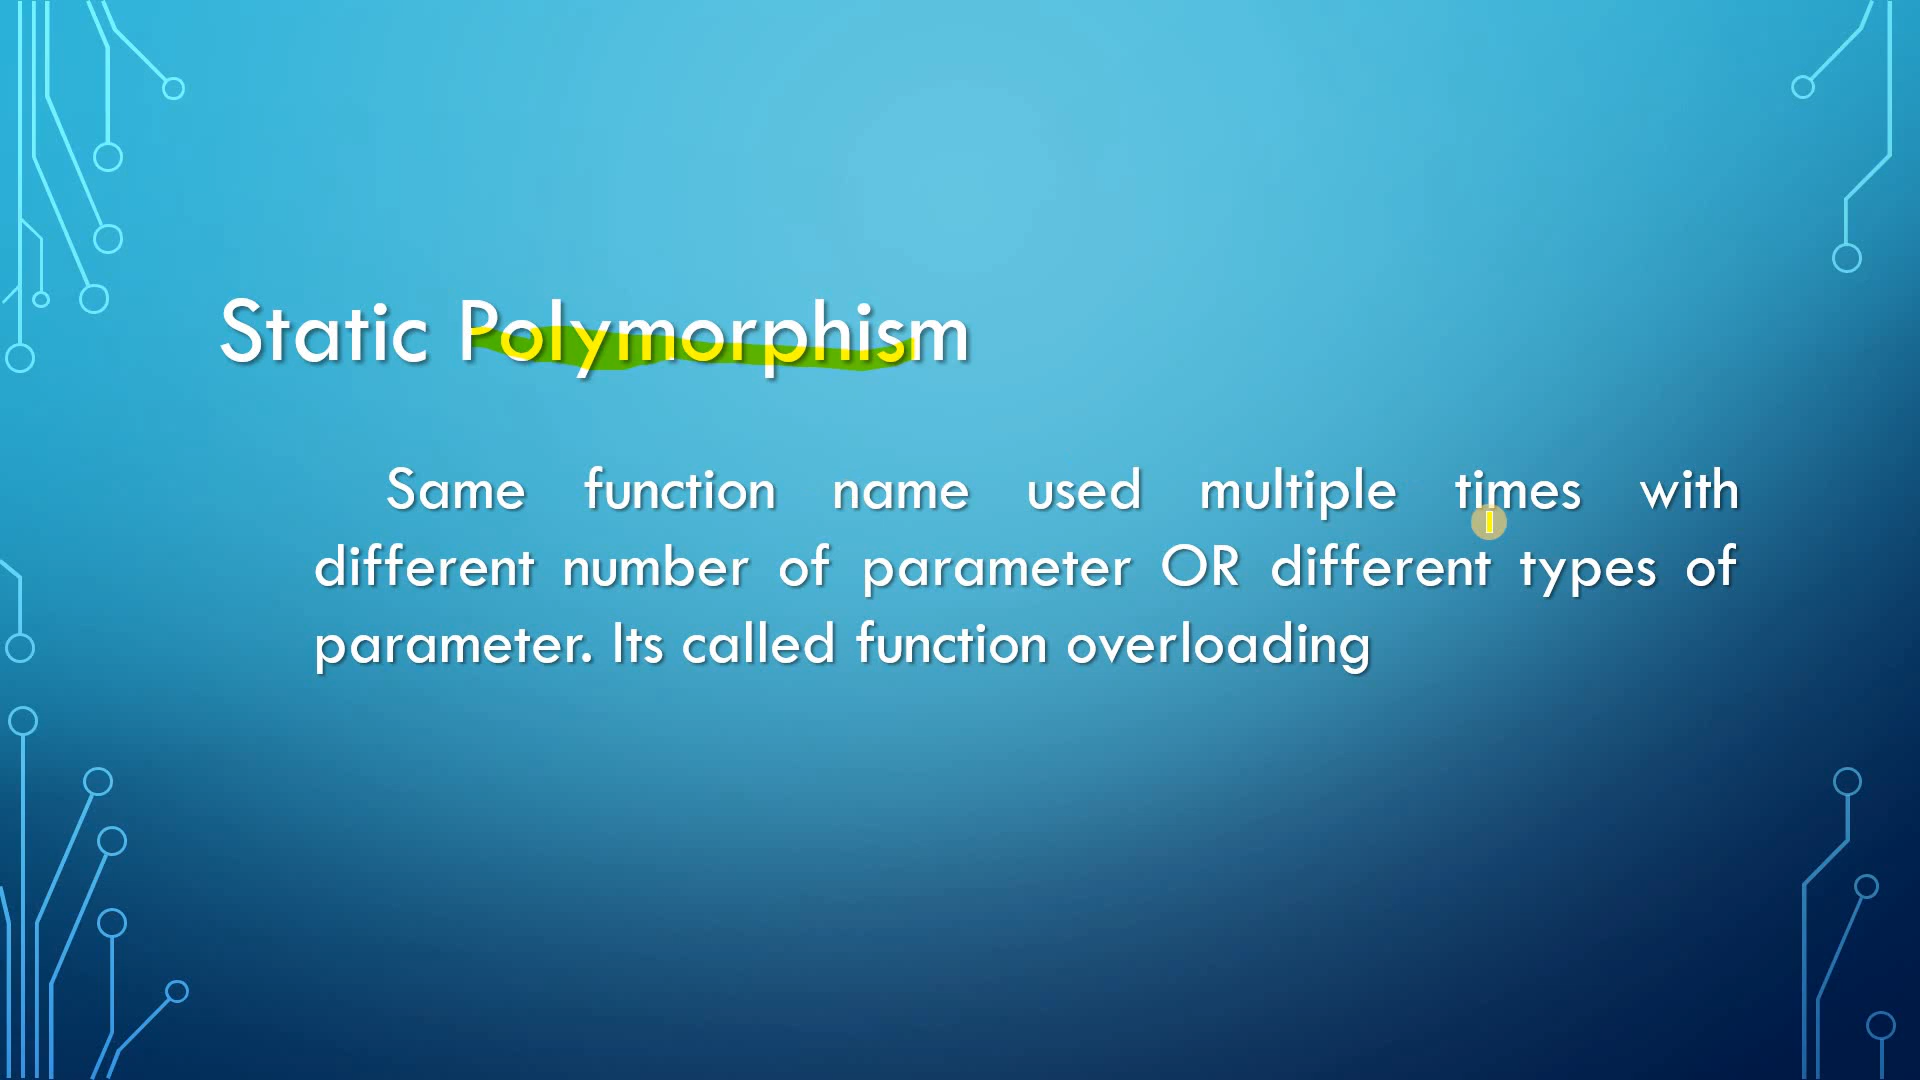 Static Polymorphism
Same function name used multiple times with
different number of parameter OR different types of
parameter. Its called function overloading